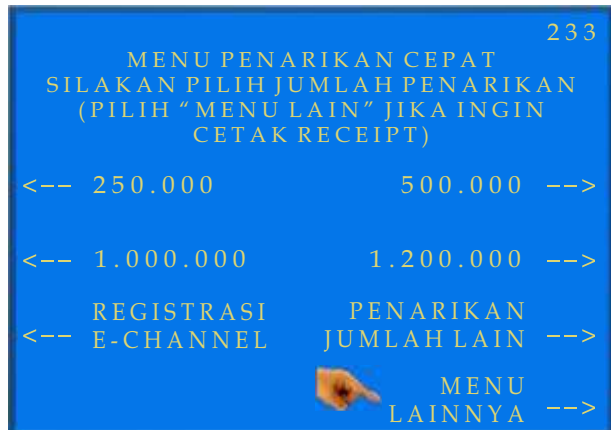 233
MENU PENARIKAN CEPAT
SILAKAN PILIH JUMLAH PENARIKAN
(PILIH “MENU LAIN” JIKA INGIN
CETAK RECEIPT)
<-- 250.000 500.000 -->
<-- 1.000.000 1.200.000 -->
REGISTRASI PENARIKAN
<-- E-CHANNEL JUMLAH LAIN -->
MENU
LAINNYA -->